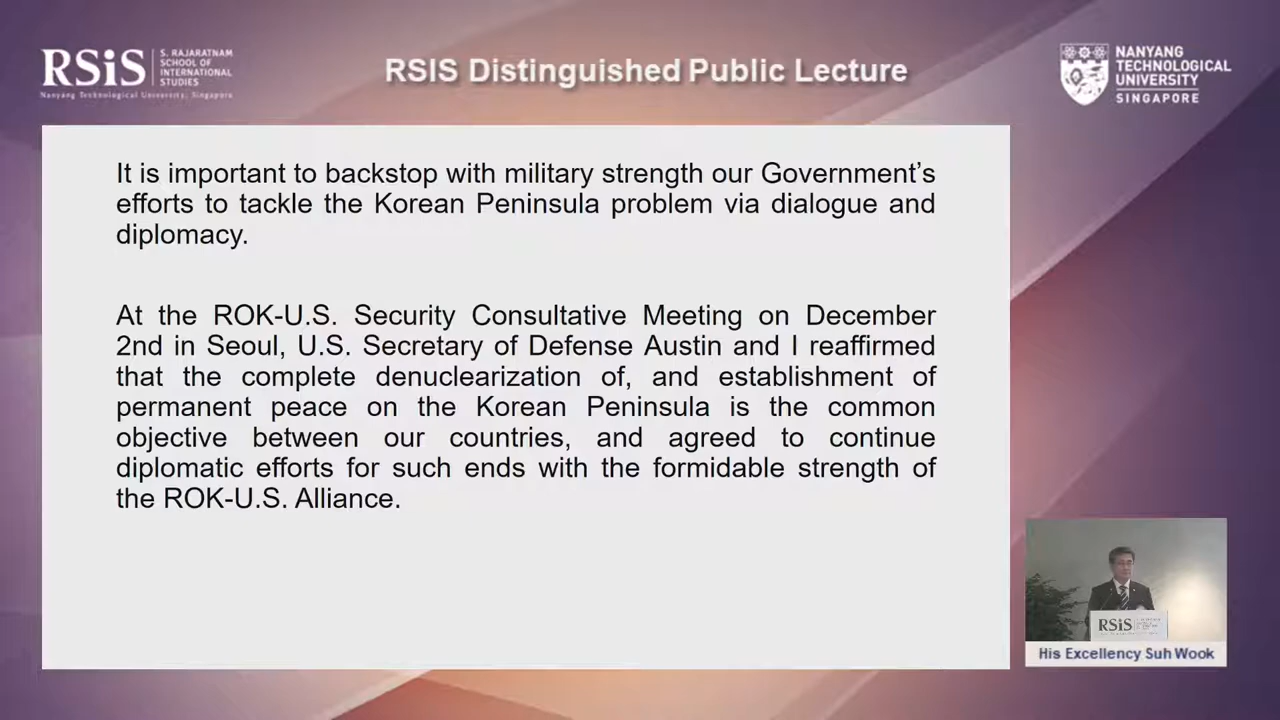 RSiS
S. RAJARATNAM
SCHOOL OF
INTERNATIONAL
STUDIES
Nanyang Technological University, Singapore
RSIS Distinguished Public Lecture
NANYANG
TECHNOLOGICAL
UNIVERSITY
SINGAPORE
It is important to backstop with military strength our Government's
efforts to tackle the Korean Peninsula problem via dialogue and
diplomacy.
At the ROK-U.S. Security Consultative Meeting on December
2nd in Seoul, U.S. Secretary of Defense Austin and I reaffirmed
that the complete denuclearization of, and establishment of
permanent peace on the Korean Peninsula is the common
objective between our countries, and agreed to continue
diplomatic efforts for such ends with the formidable strength of
the ROK-U.S. Alliance.
RSiS
His Excellency Suh Wook